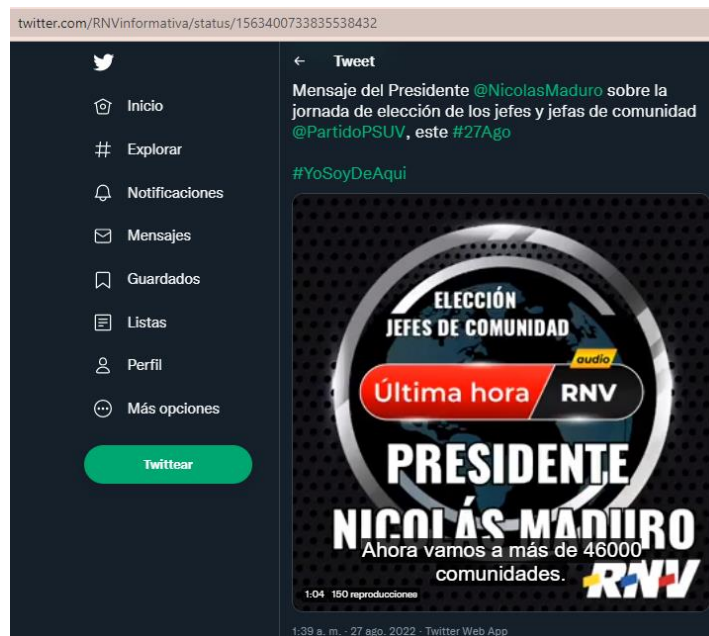 twitter.com/RNVinformativa/status/1563400733835538432
Inicio
Explorar
Notificaciones
Mensajes
Guardados
Listas
Perfil
Más opciones
Twittear
← Tweet
Mensaje del Presidente @NicolasMaduro sobre la
jornada de elección de los jefes y jefas de comunidad
@PartidoPSUV, este #27Ago
#YoSoyDeAqui
ELECCIÓN
JEFES DE COMUNIDAD
audio
Última hora RNV
PRESIDENTE
NICOLÁS MADURO
Ahora vamos a más de 46000
comunidades.
RNV
1:04 150 reproducciones
1:39 a. m. · 27 ago. 2022 · Twitter Web App